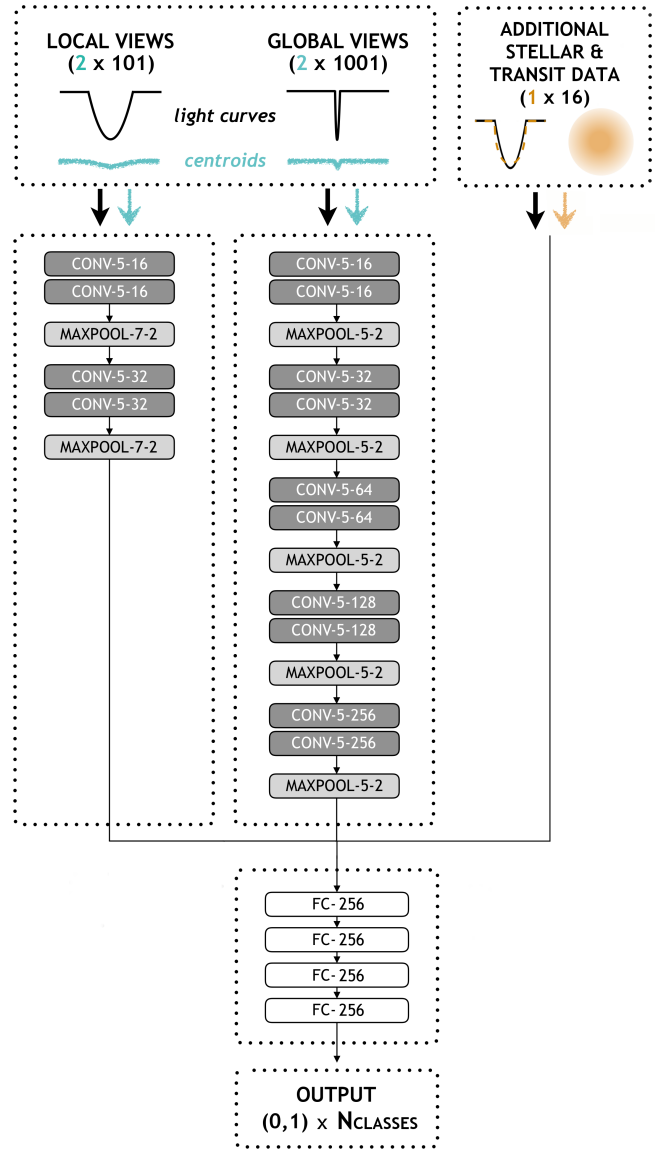 LOCAL VIEWS
(2 x 101)
GLOBAL VIEWS
(2 x 1001)
light curves
centroids
ADDITIONAL
STELLAR &
TRANSIT DATA
(1 x 16)
CONV-5-16
CONV-5-16
MAXPOOL-7-2
CONV-5-32
CONV-5-32
MAXPOOL-7-2
CONV-5-16
CONV-5-16
MAXPOOL-5-2
CONV-5-32
CONV-5-32
MAXPOOL-5-2
CONV-5-64
CONV-5-64
MAXPOOL-5-2
CONV-5-128
CONV-5-128
MAXPOOL-5-2
CONV-5-256
CONV-5-256
MAXPOOL-5-2
FC- 256
FC- 256
FC- 256
FC- 256
OUTPUT
(0,1) x NCLASSES